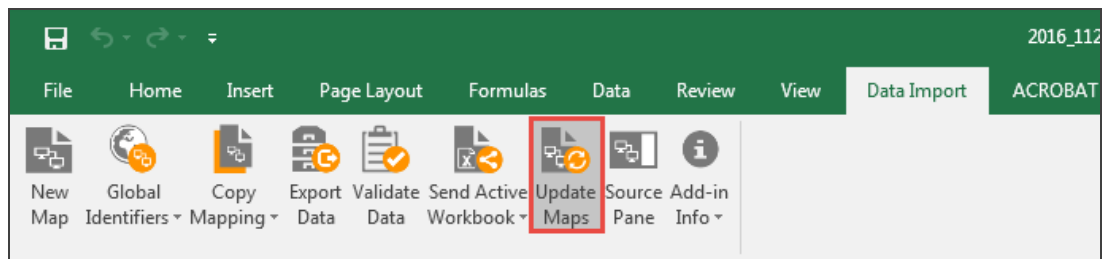 2016_112
File Home Insert Page Layout Formulas Data Review View Data Import ACROBAT
New Global Copy Export Validate Send Active Update Source Add-in
Map Identifiers Mapping Data Data Workbook Maps Pane Info